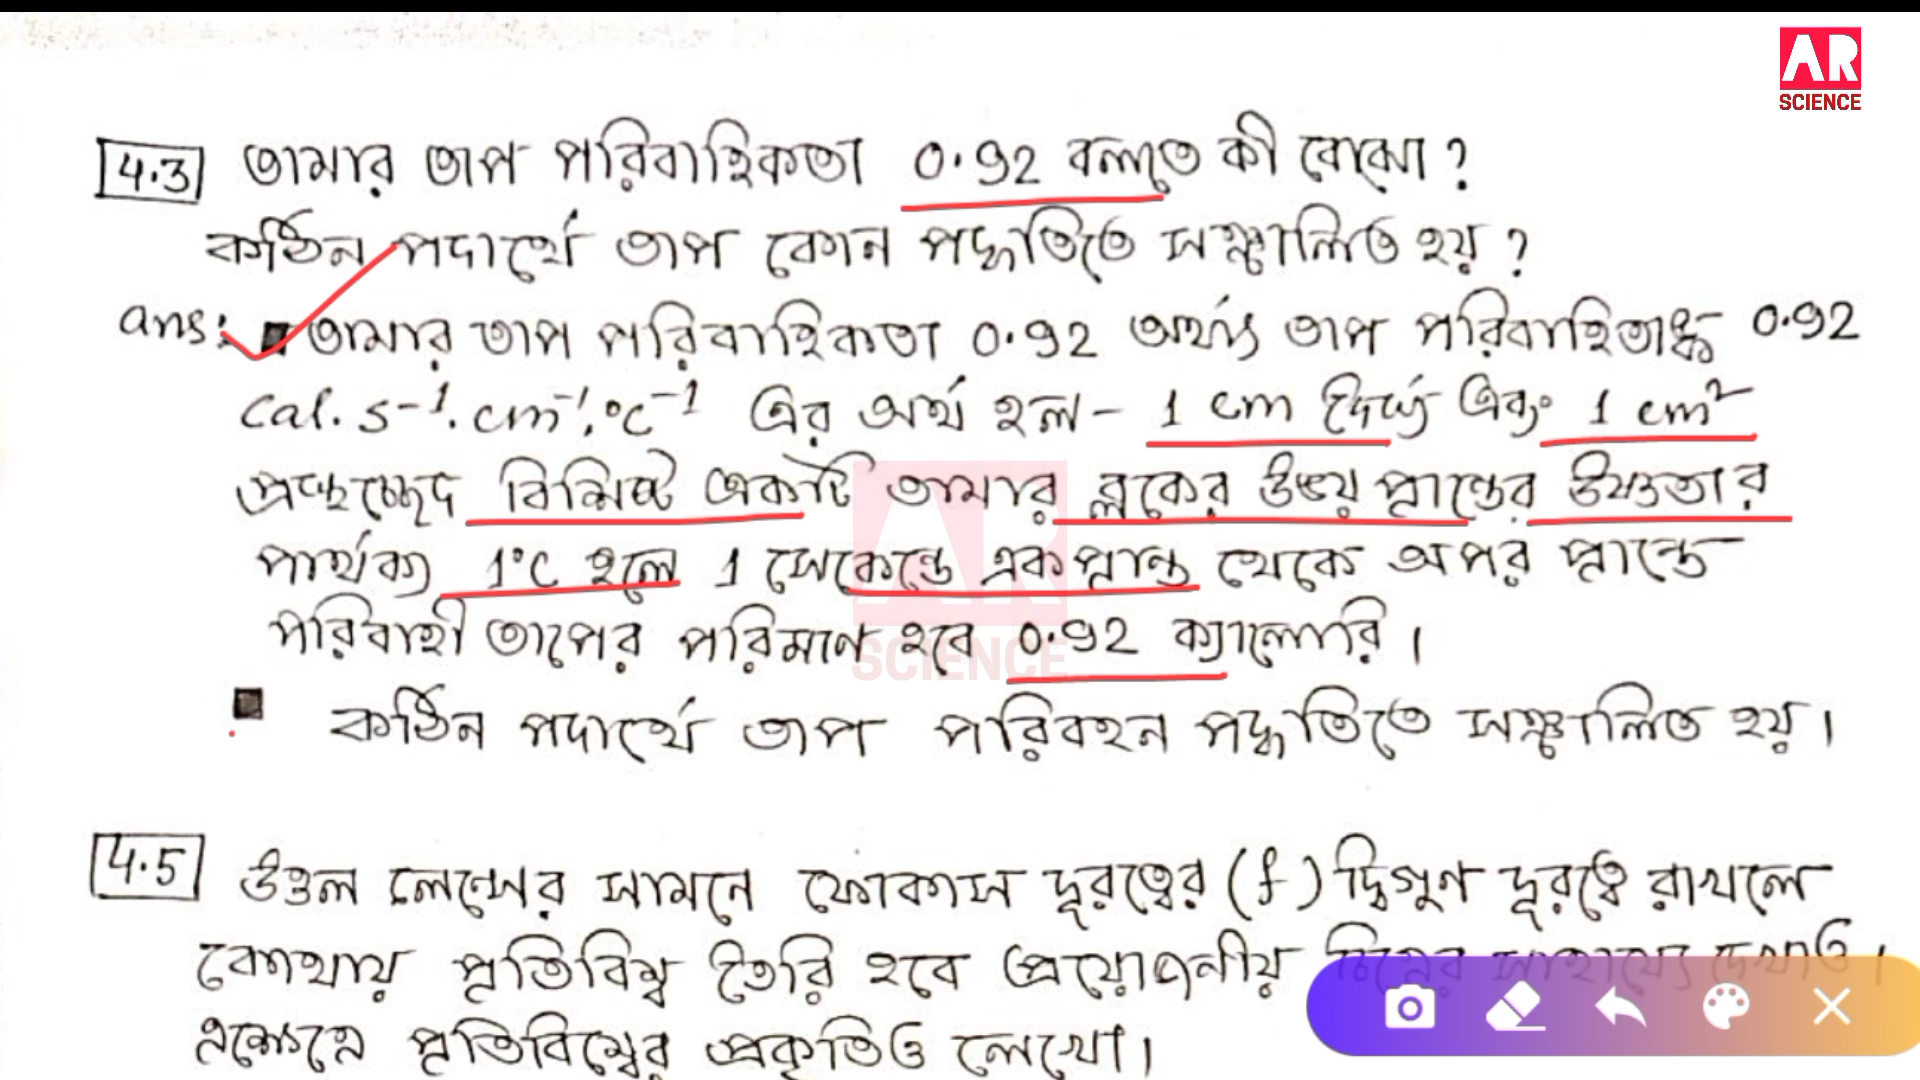 AR
SCIENCE
4.3 তামার তাপ পরিবাহিকতা 0.92 বলতে কী বোঝো?
কঠিন পদার্থে তাপ কোন পদ্ধতিতে সঞ্চালিত হয়?
ans: ■ তামার তাপ পরিবাহিকতা 0.92 অর্থাৎ তাপ পরিবাহিতাঙ্ক 0.92
Cal. s⁻¹. cm⁻¹. °C⁻¹ এর অর্থ হল- 1 cm দৈর্ঘ্য এবং 1 cm²
প্রস্থচ্ছেদ বিশিষ্ট একটি তামার ব্লকের উভয় প্রান্তের উষ্ণতার
পার্থক্য 1°C হলে 1 সেকেন্ডে একপ্রান্ত থেকে অপর প্রান্তে
পরিবাহী তাপের পরিমাণ হবে 0.92 ক্যালোরি।
■ কঠিন পদার্থে তাপ পরিবহন পদ্ধতিতে সঞ্চালিত হয়।
AR
SCIENCE
4.5 উত্তল লেন্সের সামনে ফোকাস দূরত্বের (f) দ্বিগুণ দূরত্বে রাখলে
কোথায় প্রতিবিম্ব তৈরি হবে প্রয়োজনীয় চিত্রের সাহায্যে দেখাও।
এক্ষেত্রে প্রতিবিম্বের প্রকৃতিও লেখো।